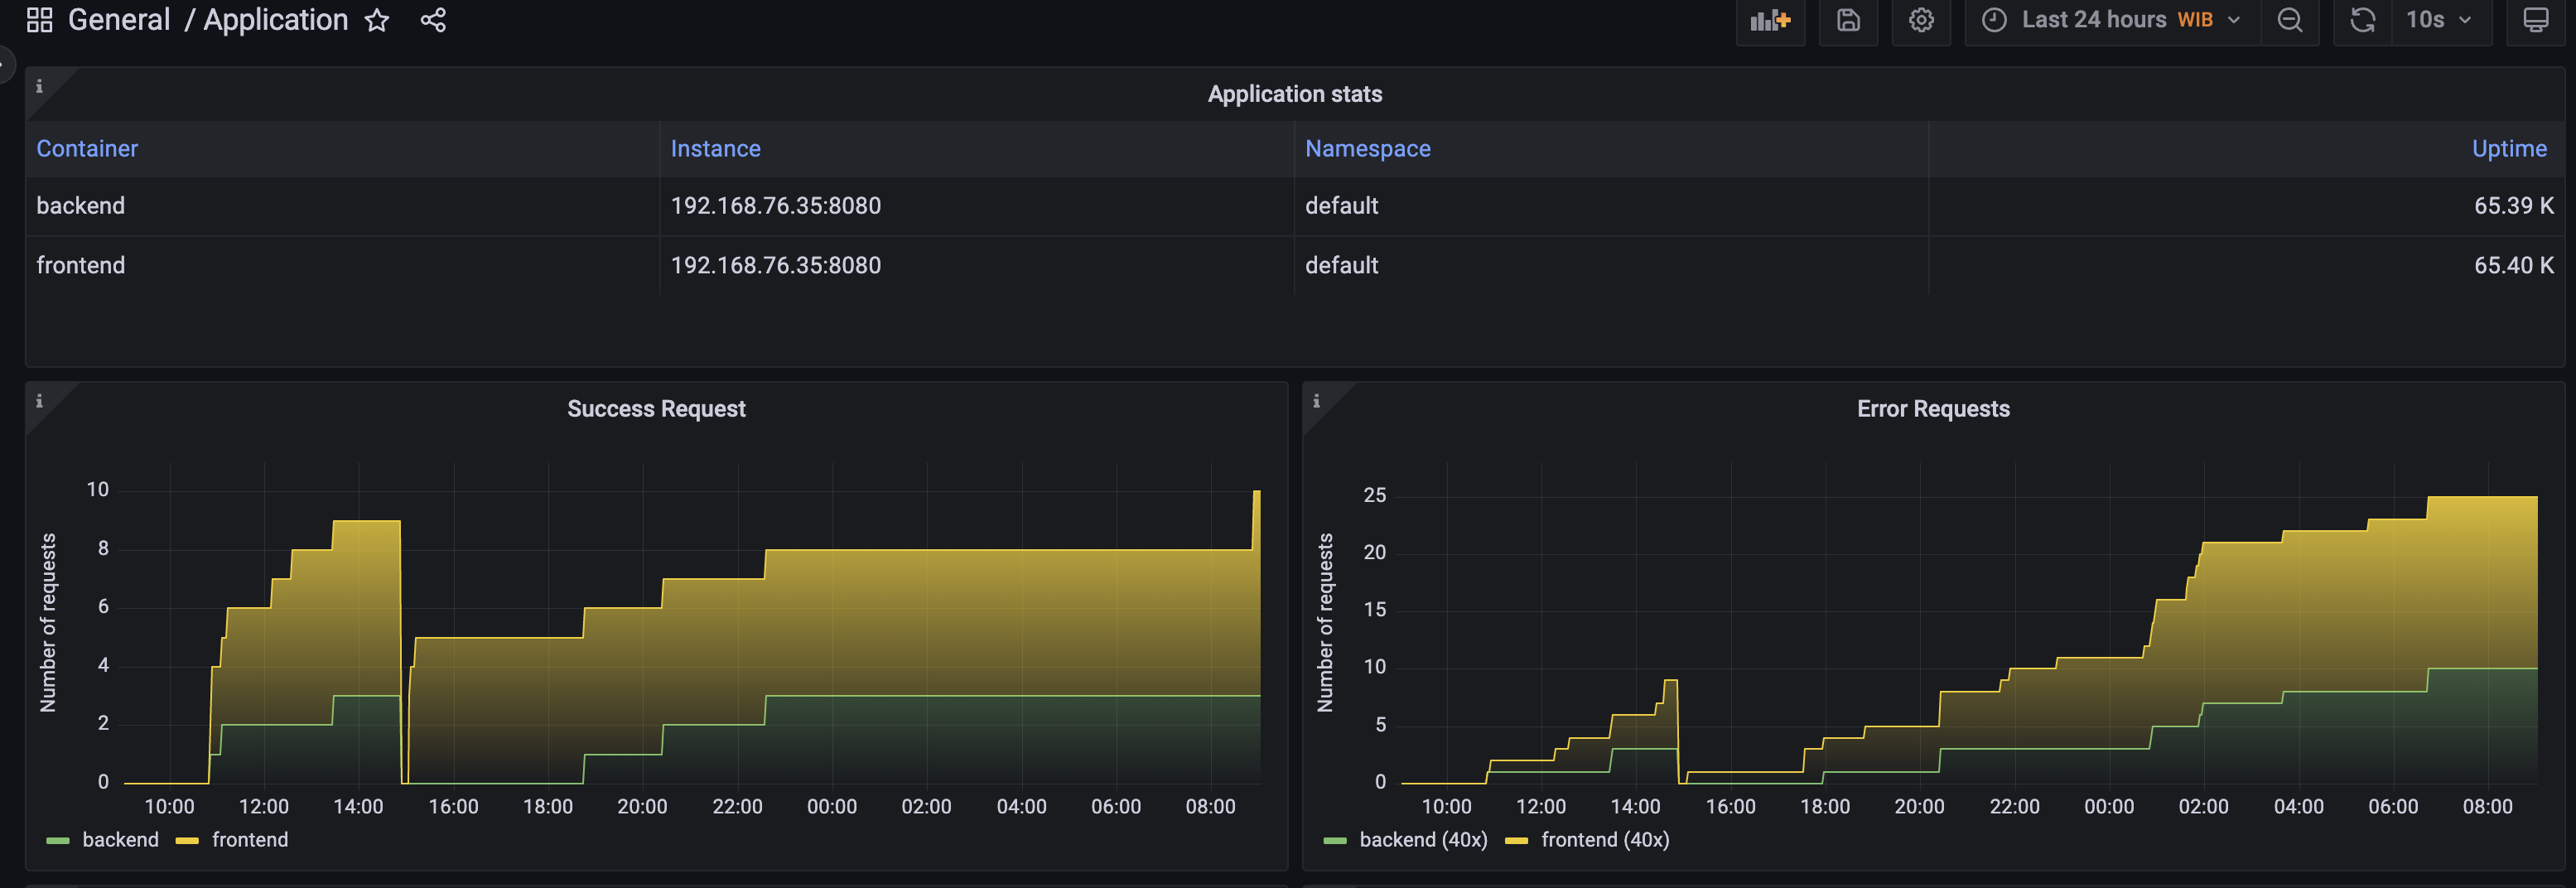 General / Application
Last 24 hours WIB
10s
Application stats
Container Instance Namespace Uptime
backend 192.168.76.35:8080 default 65.39 K
frontend 192.168.76.35:8080 default 65.40 K
Success Request
Number of requests
10
8
6
4
2
0
10:00 12:00 14:00 16:00 18:00 20:00 22:00 00:00 02:00 04:00 06:00 08:00
backend frontend
Error Requests
Number of requests
25
20
15
10
5
0
10:00 12:00 14:00 16:00 18:00 20:00 22:00 00:00 02:00 04:00 06:00 08:00
backend (40x) frontend (40x)